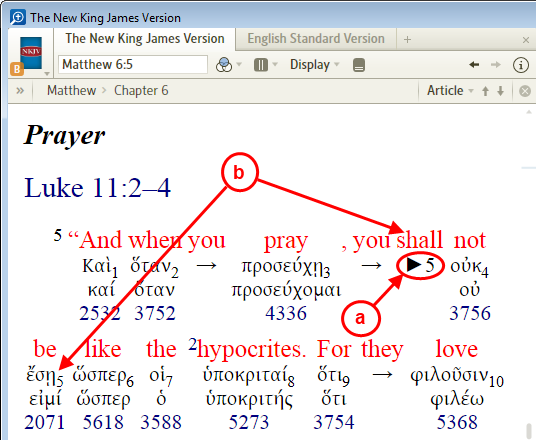 The New King James Version
The New King James Version English Standard Version +
NKJV B Matthew 6:5 Display
» Matthew > Chapter 6 Article
Prayer
Luke 11:2–4
b
5 “And when you pray , you shall not
Καὶ1 ὅταν2 → προσεύχῃ3 → ▶5 οὐκ4
καί ὅταν προσεύχομαι οὐ
2532 3752 4336 3756
a
be like the 2hypocrites. For they love
ἔσῃ5 ὥσπερ6 οἱ7 ὑποκριταί8 ὅτι9 → φιλοῦσιν10
εἰμί ὥσπερ ὁ ὑποκριτής ὅτι φιλέω
2071 5618 3588 5273 3754 5368